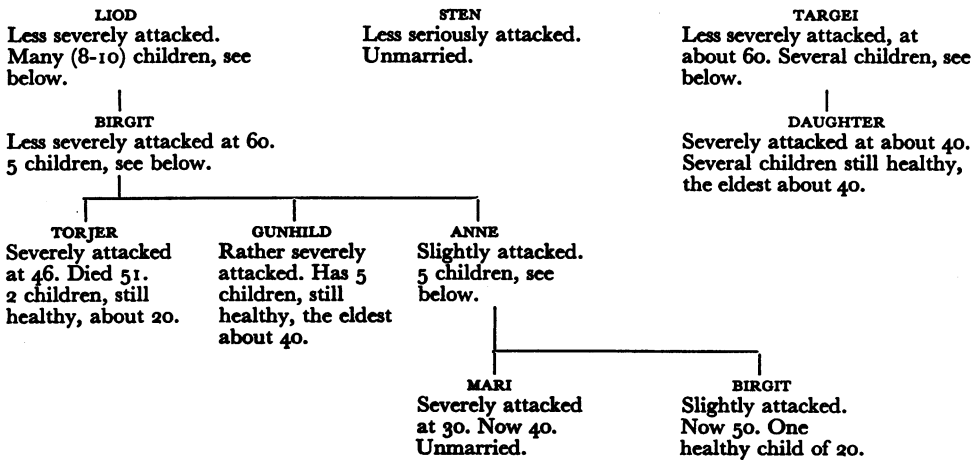 LIOD
Less severely attacked.
Many (8-10) children, see
below.
STEN
Less seriously attacked.
Unmarried.
TARGEI
Less severely attacked, at
about 60. Several children, see
below.
BIRGIT
Less severely attacked at 60.
5 children, see below.
DAUGHTER
Severely attacked at about 40.
Several children still healthy,
the eldest about 40.
TORJER
Severely attacked
at 46. Died 51.
2 children, still
healthy, about 20.
GUNHILD
Rather severely
attacked. Has 5
children, still
healthy, the eldest
about 40.
ANNE
Slightly attacked.
5 children, see
below.
MARI
Severely attacked
at 30. Now 40.
Unmarried.
BIRGIT
Slightly attacked.
Now 50. One
healthy child of 20.